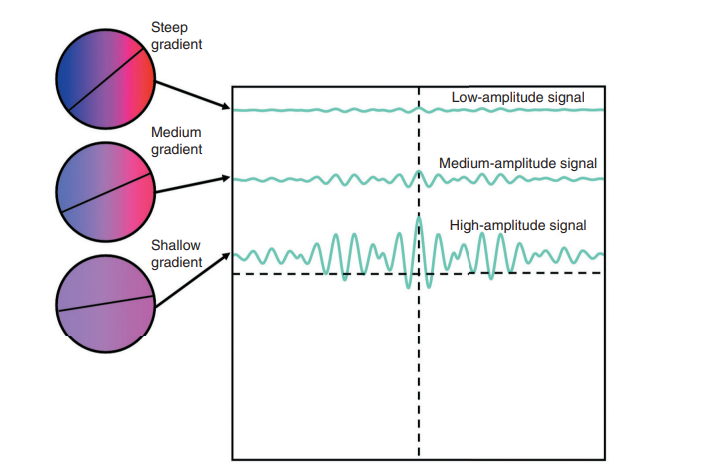 Steep
gradient
Low-amplitude signal
Medium
gradient
Medium-amplitude signal
Shallow
gradient
High-amplitude signal